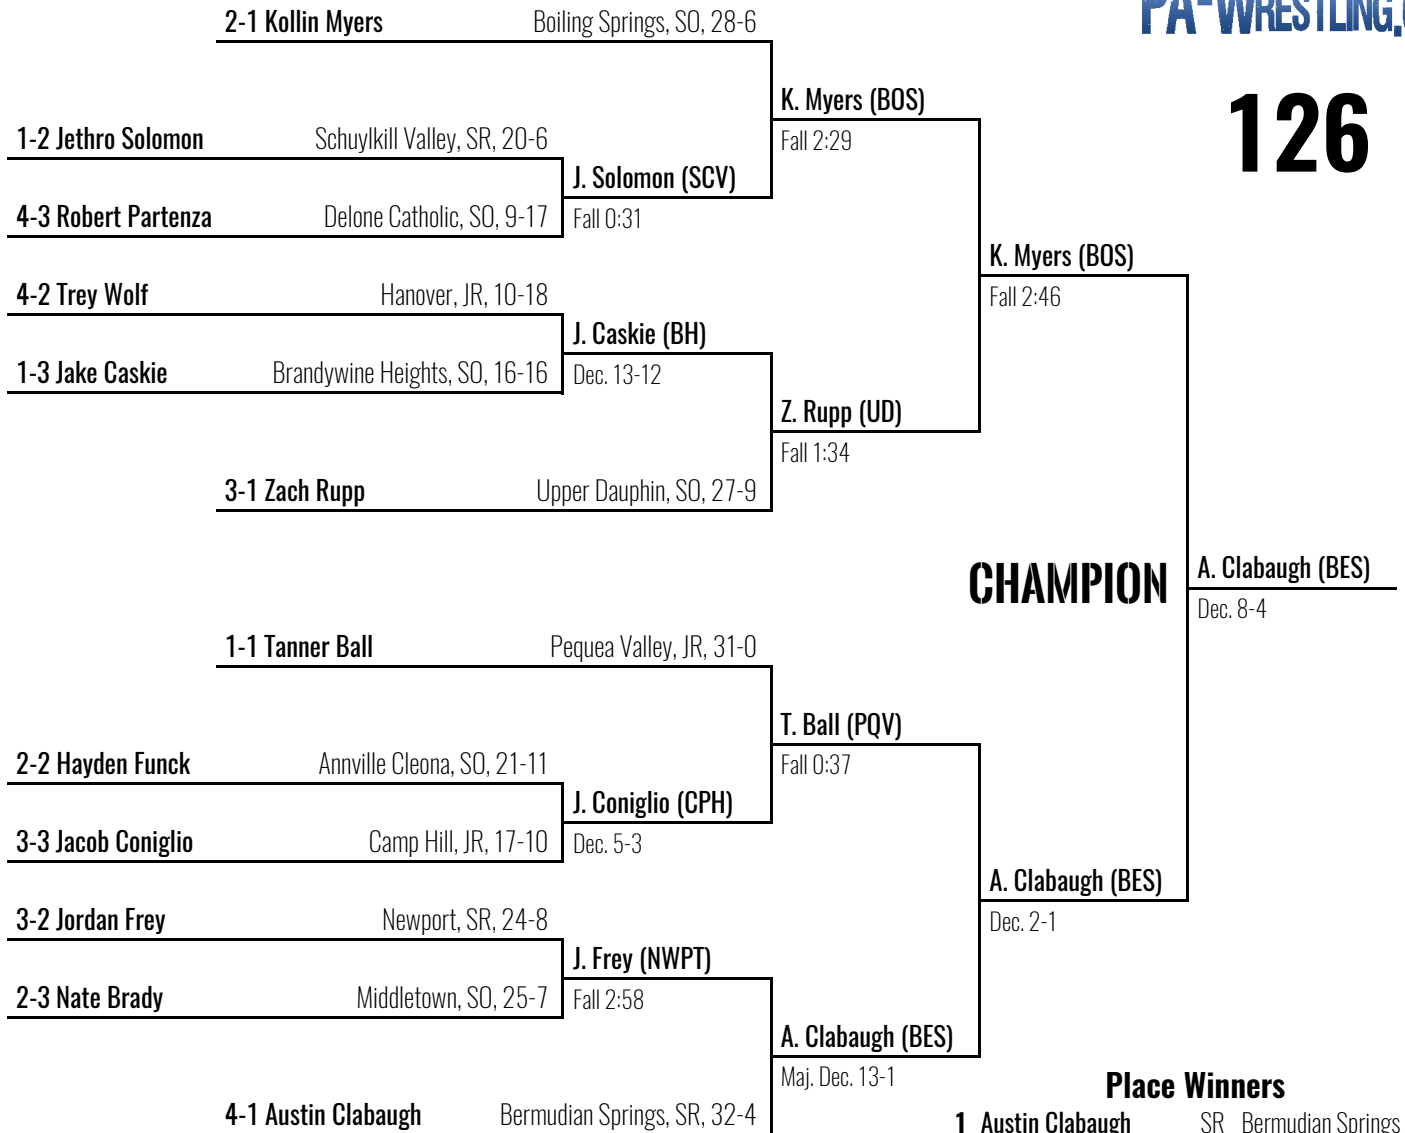 2-1 Kollin Myers Boiling Springs, SO, 28-6
PA-WRESTLING.
K. Myers (BOS)
Fall 2:29
126
1-2 Jethro Solomon Schuylkill Valley, SR, 20-6
J. Solomon (SCV)
Fall 0:31
4-3 Robert Partenza Delone Catholic, SO, 9-17
K. Myers (BOS)
Fall 2:46
4-2 Trey Wolf Hanover, JR, 10-18
J. Caskie (BH)
Dec. 13-12
1-3 Jake Caskie Brandywine Heights, SO, 16-16
Z. Rupp (UD)
Fall 1:34
3-1 Zach Rupp Upper Dauphin, SO, 27-9
CHAMPION
A. Clabaugh (BES)
Dec. 8-4
1-1 Tanner Ball Pequea Valley, JR, 31-0
T. Ball (PQV)
Fall 0:37
2-2 Hayden Funck Annville Cleona, SO, 21-11
J. Coniglio (CPH)
Dec. 5-3
3-3 Jacob Coniglio Camp Hill, JR, 17-10
A. Clabaugh (BES)
Dec. 2-1
3-2 Jordan Frey Newport, SR, 24-8
J. Frey (NWPT)
Fall 2:58
2-3 Nate Brady Middletown, SO, 25-7
A. Clabaugh (BES)
Maj. Dec. 13-1
4-1 Austin Clabaugh Bermudian Springs, SR, 32-4
Place Winners
1 Austin Clabaugh SR Bermudian Springs